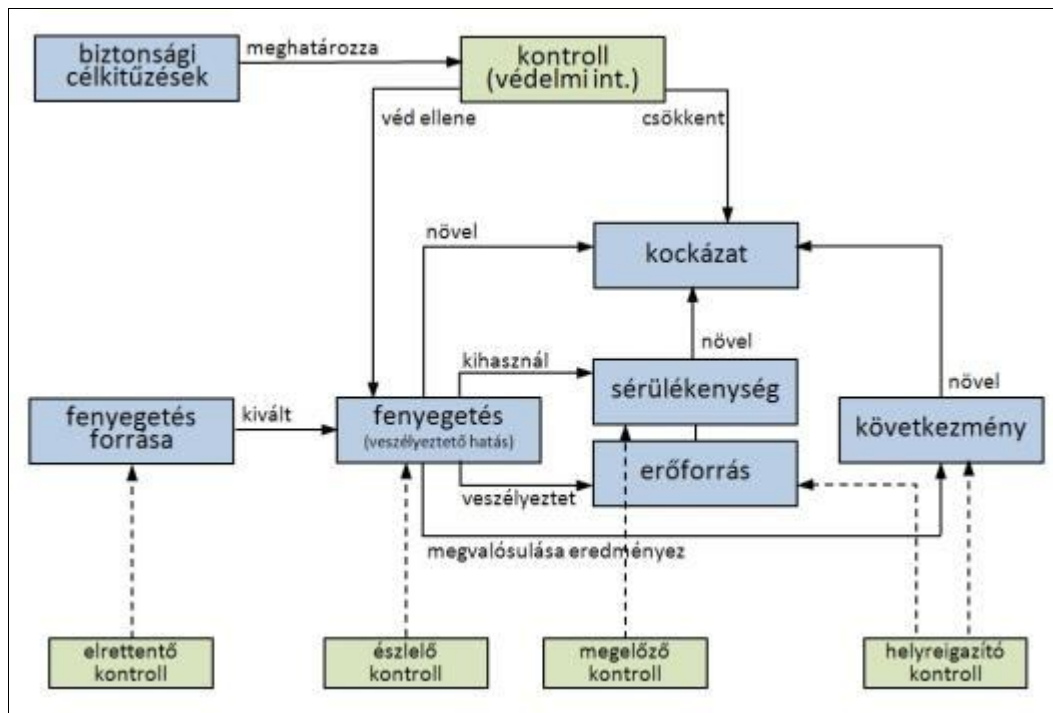 biztonsági
célkitűzések
meghatározza
kontroll
(védelmi int.)
véd ellene
csökkent
növel
kockázat
kihasznál
növel
sérülékenység
növel
fenyegetés
forrása
kivált
fenyegetés
(veszélyeztető hatás)
következmény
veszélyeztet
erőforrás
megvalósulása eredményez
elrettentő
kontroll
észlelő
kontroll
megelőző
kontroll
helyreigazító
kontroll